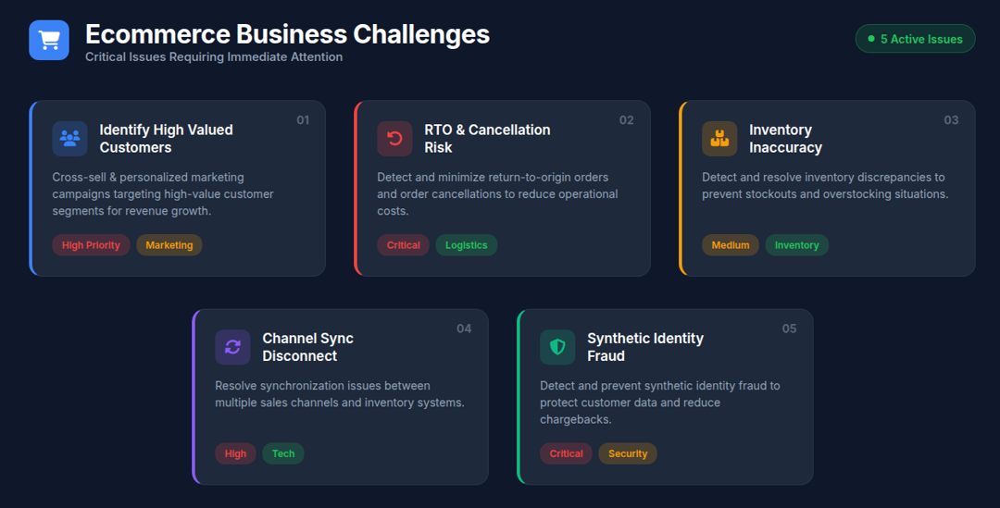 Ecommerce Business Challenges
Critical Issues Requiring Immediate Attention
5 Active Issues
01
Identify High Valued
Customers
Cross-sell & personalized marketing
campaigns targeting high-value customer
segments for revenue growth.
High Priority
Marketing
02
RTO & Cancellation
Risk
Detect and minimize return-to-origin orders
and order cancellations to reduce operational
costs.
Critical
Logistics
03
Inventory
Inaccuracy
Detect and resolve inventory discrepancies to
prevent stockouts and overstocking situations.
Medium
Inventory
04
Channel Sync
Disconnect
Resolve synchronization issues between
multiple sales channels and inventory systems.
High
Tech
05
Synthetic Identity
Fraud
Detect and prevent synthetic identity fraud to
protect customer data and reduce
chargebacks.
Critical
Security